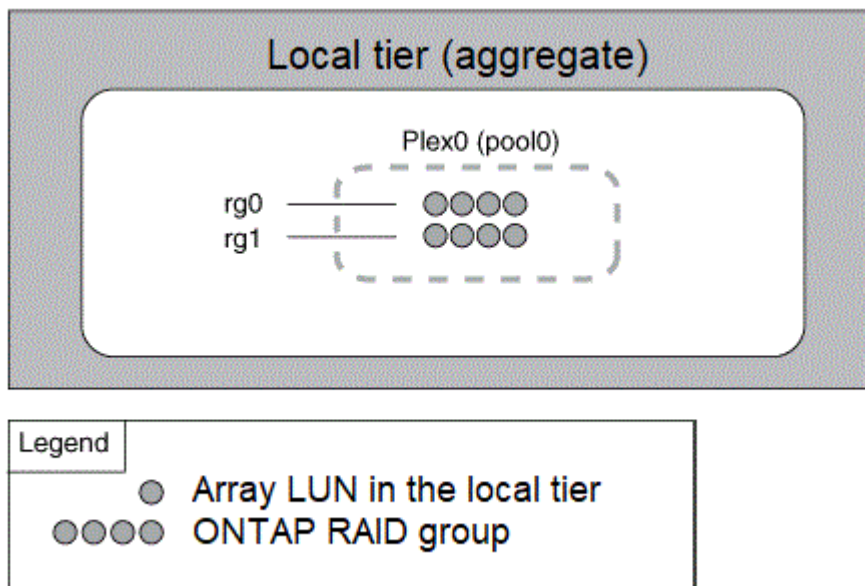 Local tier (aggregate)
Plex0 (pool0)
rg0
rg1
Legend
Array LUN in the local tier
ONTAP RAID group